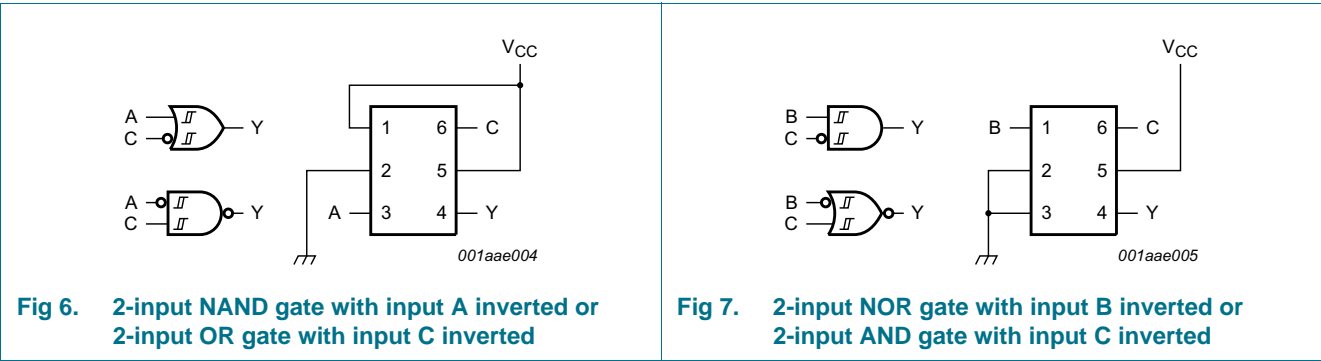 VCC
A
C
Y
1 6 C
2 5
A
C
Y
A 3 4 Y
001aae004
Fig 6. 2-input NAND gate with input A inverted or
2-input OR gate with input C inverted
VCC
B
C
Y
B 1 6 C
2 5
B
C
Y
3 4 Y
001aae005
Fig 7. 2-input NOR gate with input B inverted or
2-input AND gate with input C inverted